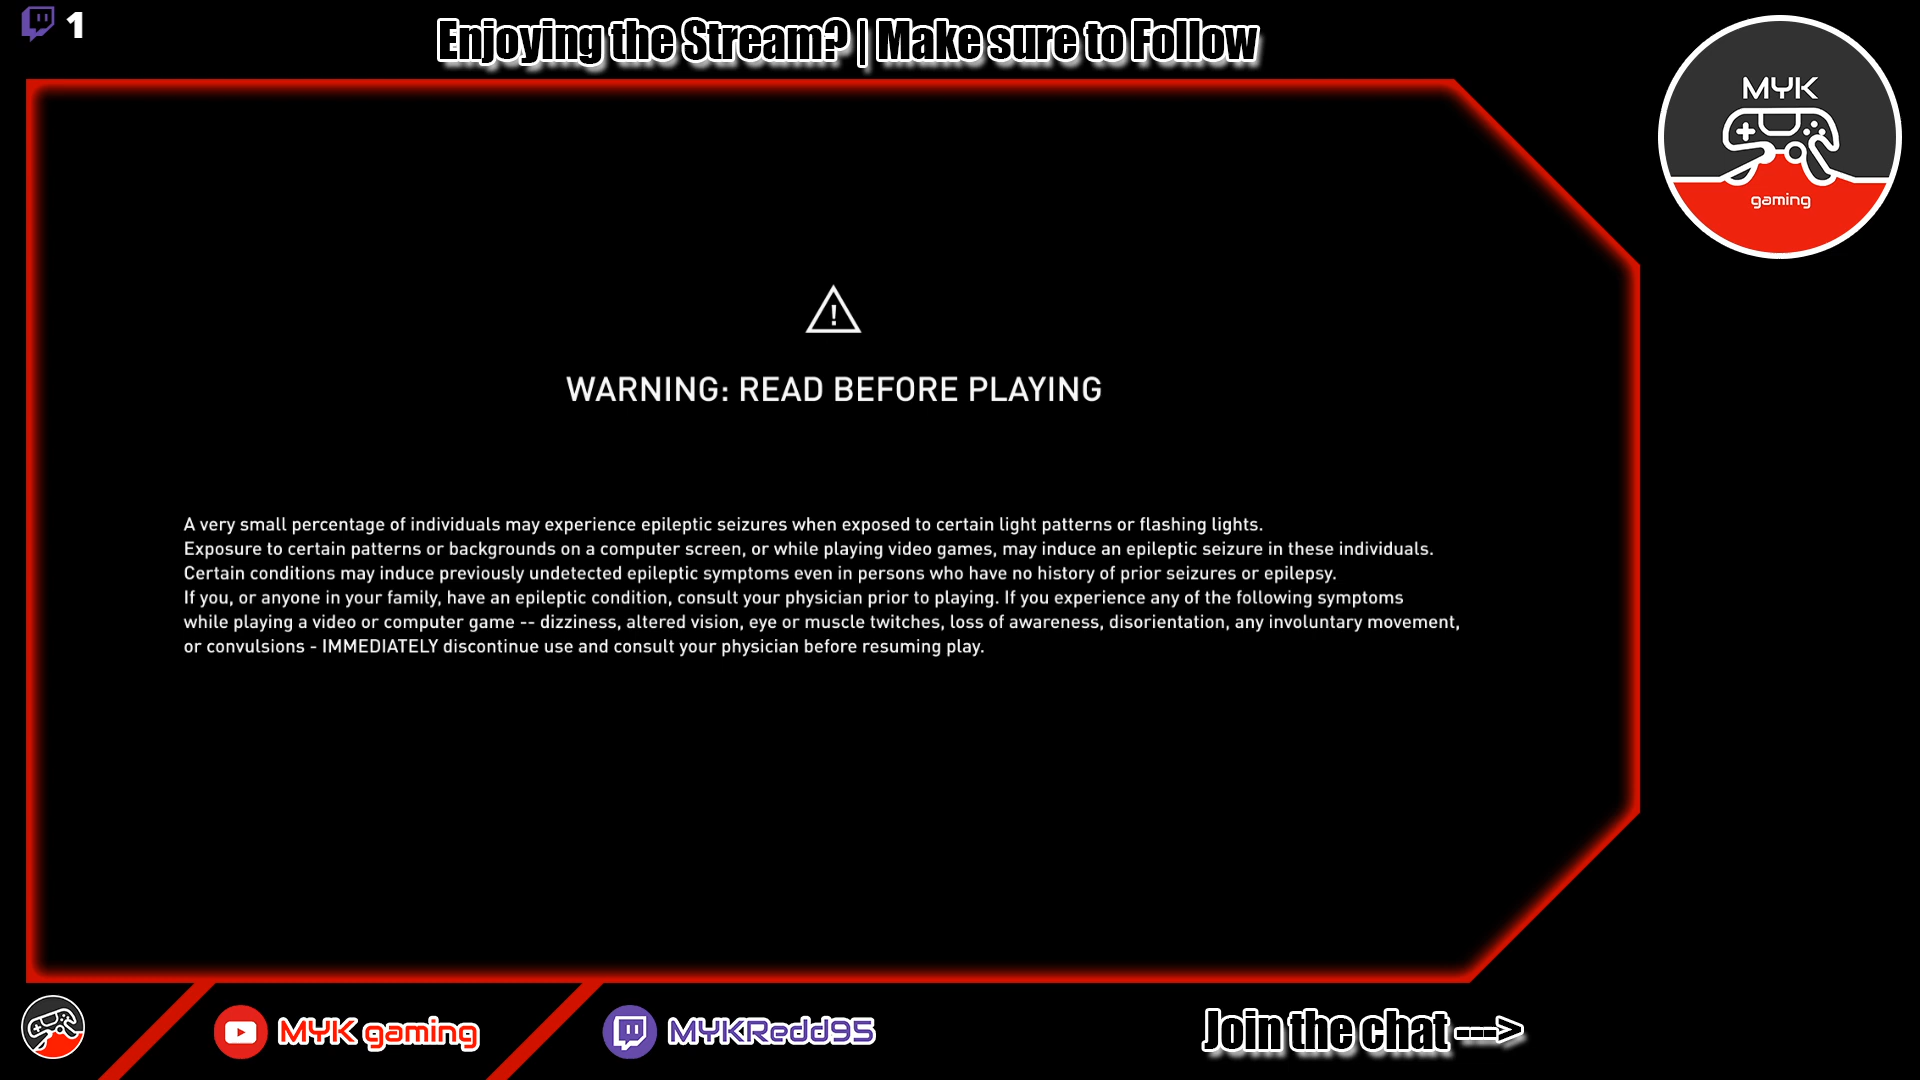 1
Enjoying the Stream? | Make sure to Follow
MYK
gaming
WARNING: READ BEFORE PLAYING
A very small percentage of individuals may experience epileptic seizures when exposed to certain light patterns or flashing lights.
Exposure to certain patterns or backgrounds on a computer screen, or while playing video games, may induce an epileptic seizure in these individuals.
Certain conditions may induce previously undetected epileptic symptoms even in persons who have no history of prior seizures or epilepsy.
If you, or anyone in your family, have an epileptic condition, consult your physician prior to playing. If you experience any of the following symptoms
while playing a video or computer game -- dizziness, altered vision, eye or muscle twitches, loss of awareness, disorientation, any involuntary movement,
or convulsions - IMMEDIATELY discontinue use and consult your physician before resuming play.
MYK gaming
MYKRedd95
Join the chat --->